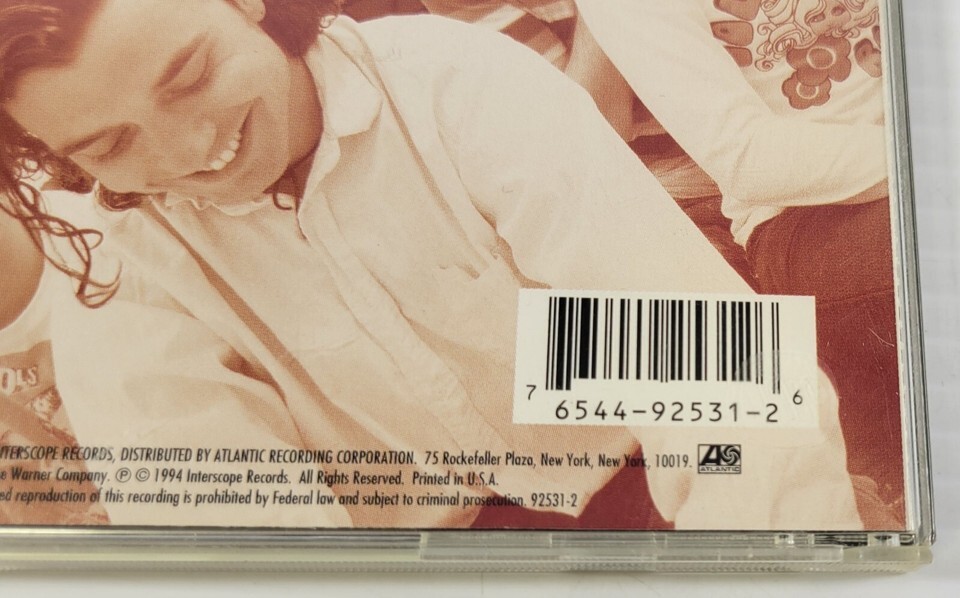 OLS
7 6544-92531-2 6
INTERSCOPE RECORDS, DISTRIBUTED BY ATLANTIC RECORDING CORPORATION. 75 Rockefeller Plaza, New York, New York, 10019.
ATLANTIC
Warner Company. ℗ © 1994 Interscope Records. All Rights Reserved. Printed in U.S.A.
reproduction of this recording is prohibited by Federal law and subject to criminal prosecution. 92531-2